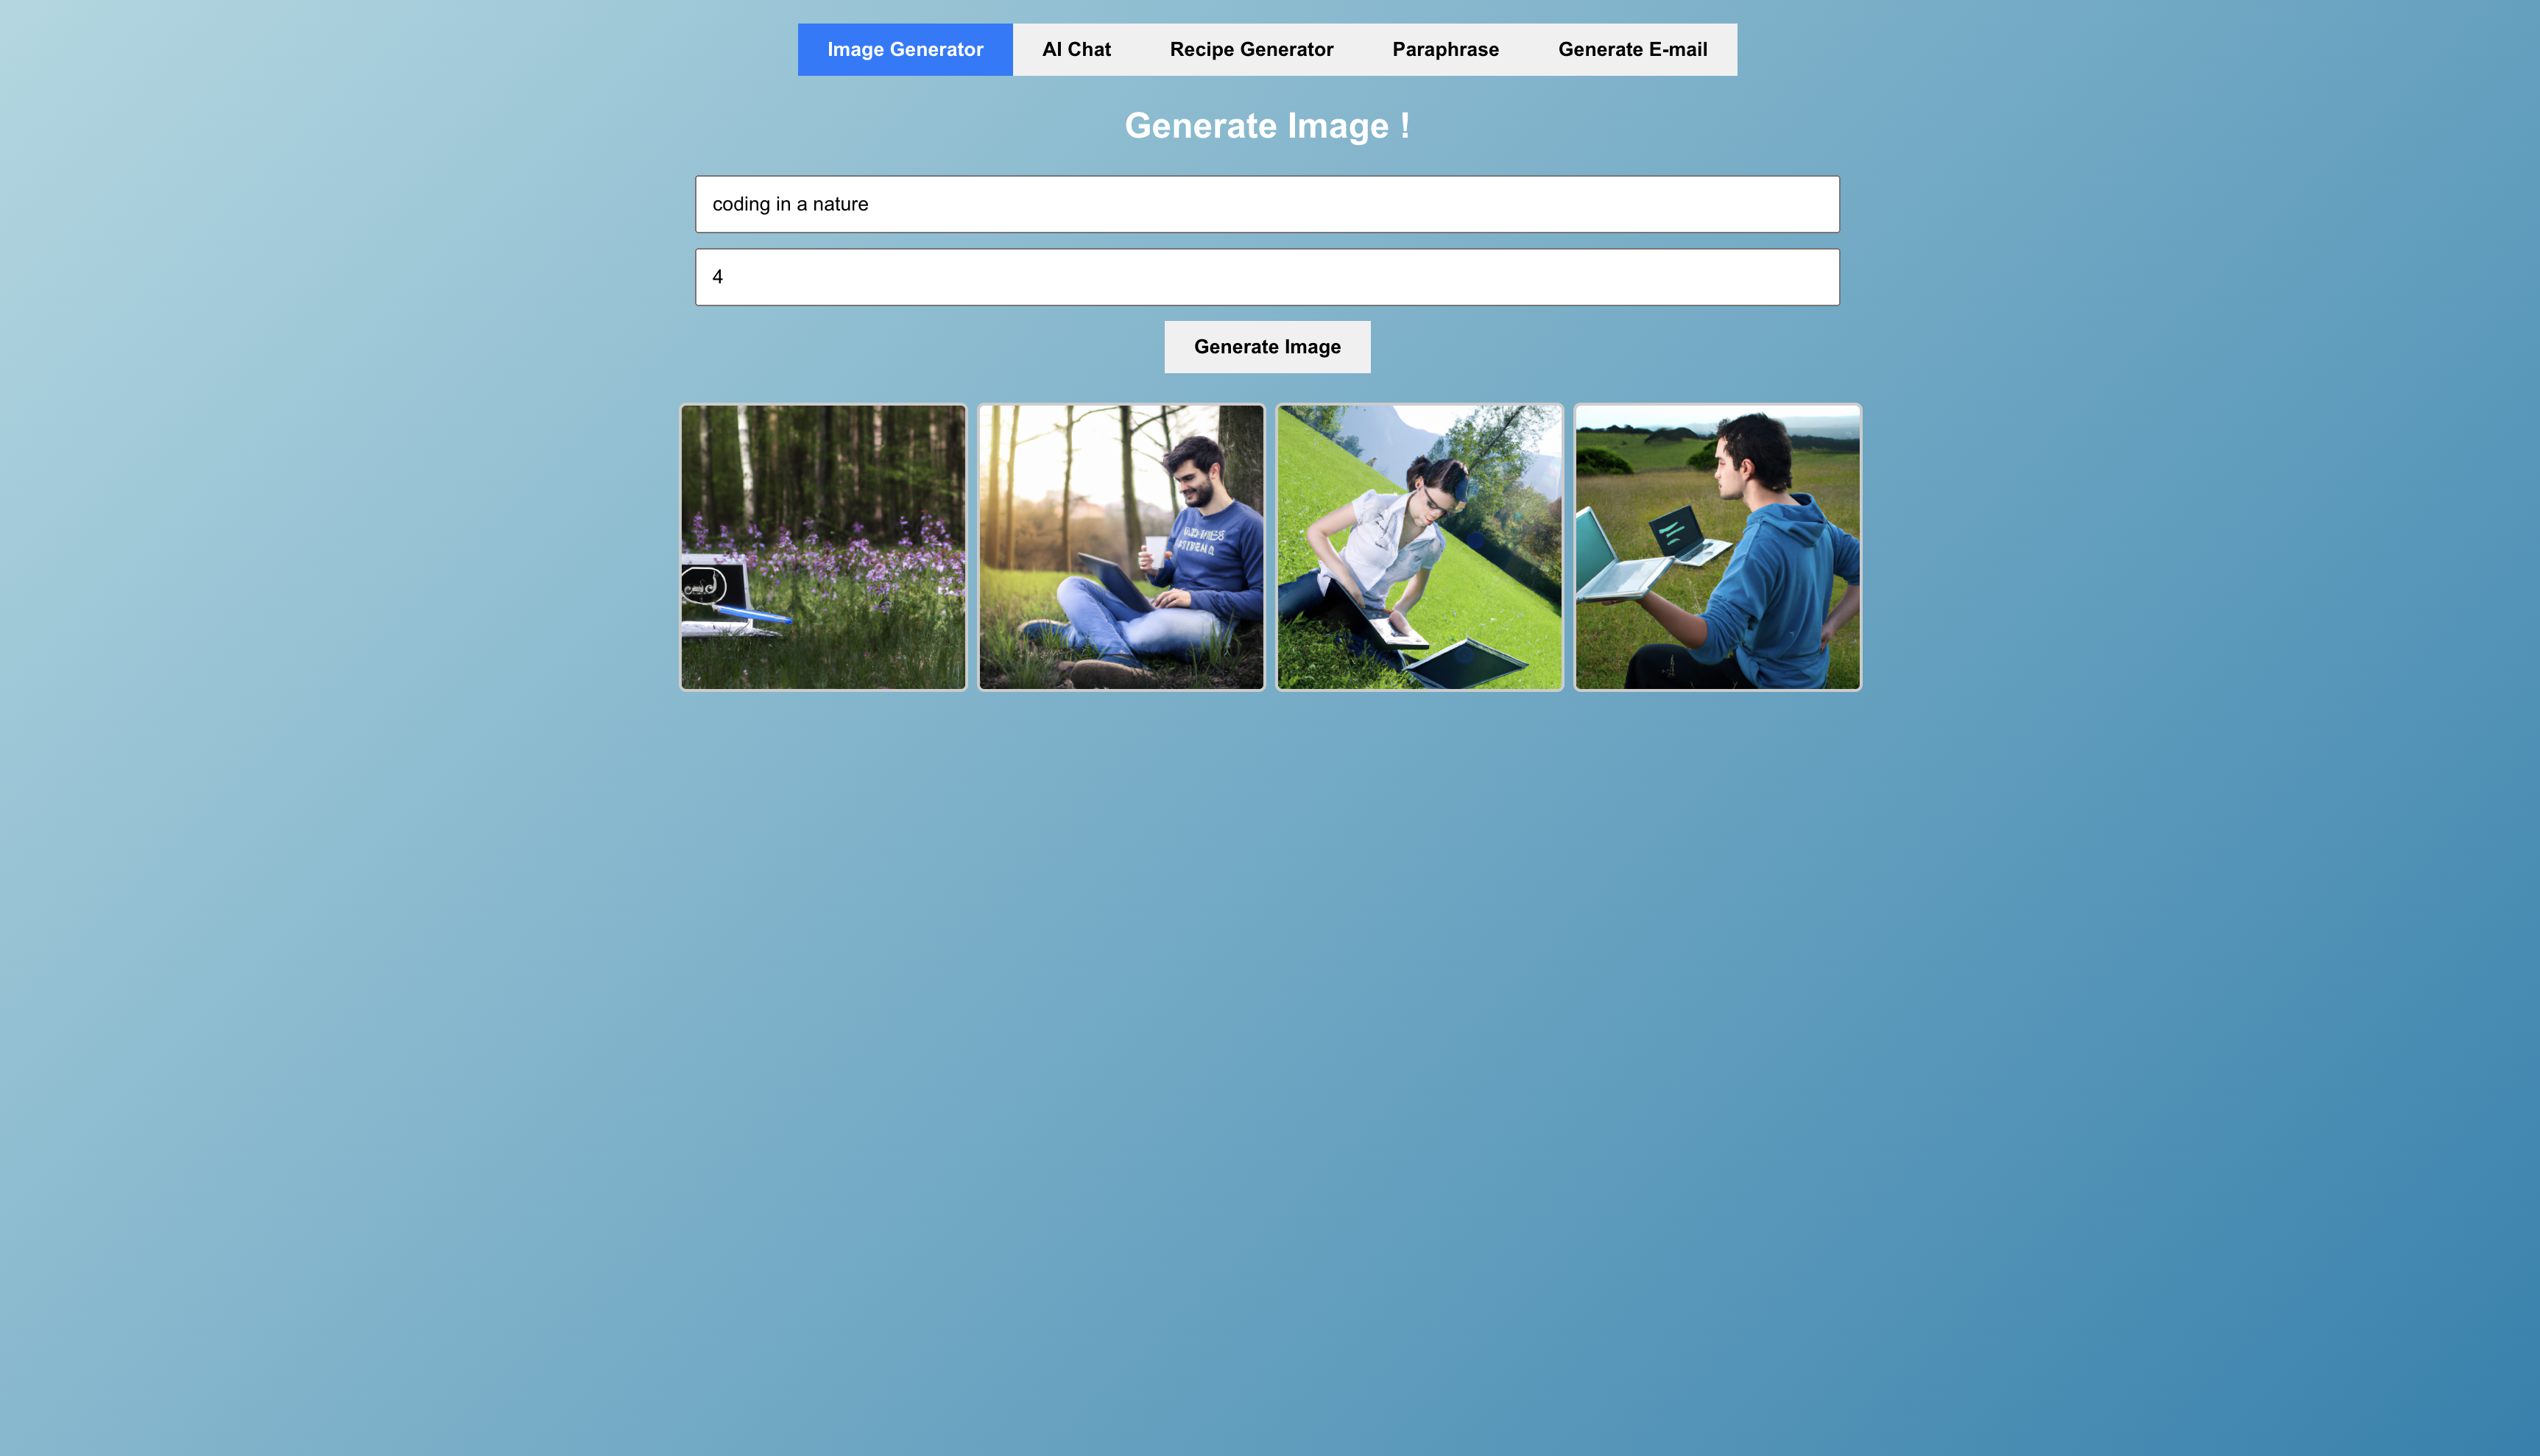 Image Generator AI Chat Recipe Generator Paraphrase Generate E-mail
Generate Image !
coding in a nature
4
Generate Image